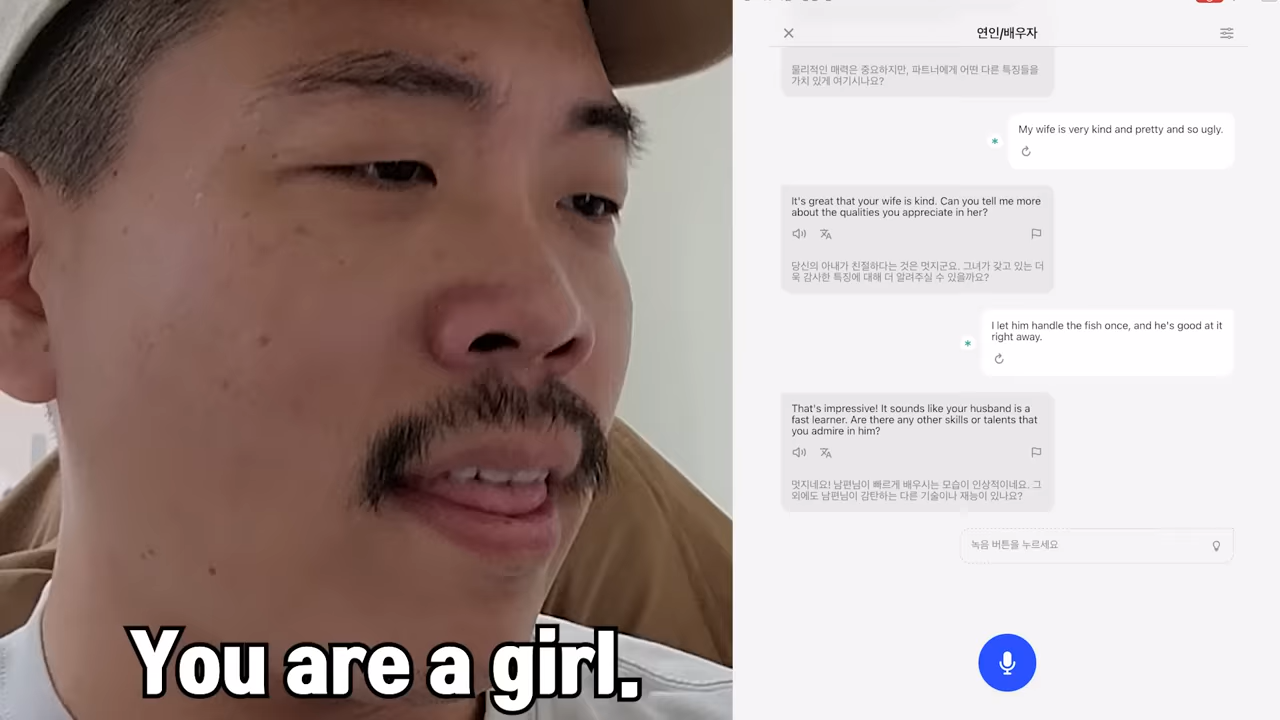 연인/배우자
물리적인 매력은 중요하지만, 파트너에게 어떤 다른 특징들을
가치 있게 여기시나요?
My wife is very kind and pretty and so ugly.
It's great that your wife is kind. Can you tell me more
about the qualities you appreciate in her?
당신의 아내가 친절하다는 것은 멋지군요. 그녀가 갖고 있는 더
욱 감사한 특징에 대해 더 알려주실 수 있을까요?
I let him handle the fish once, and he's good at it
right away.
That's impressive! It sounds like your husband is a
fast learner. Are there any other skills or talents that
you admire in him?
멋지네요! 남편님이 빠르게 배우시는 모습이 인상적이네요. 그
외에도 남편님이 감탄하는 다른 기술이나 재능이 있나요?
녹음 버튼을 누르세요
You are a girl.